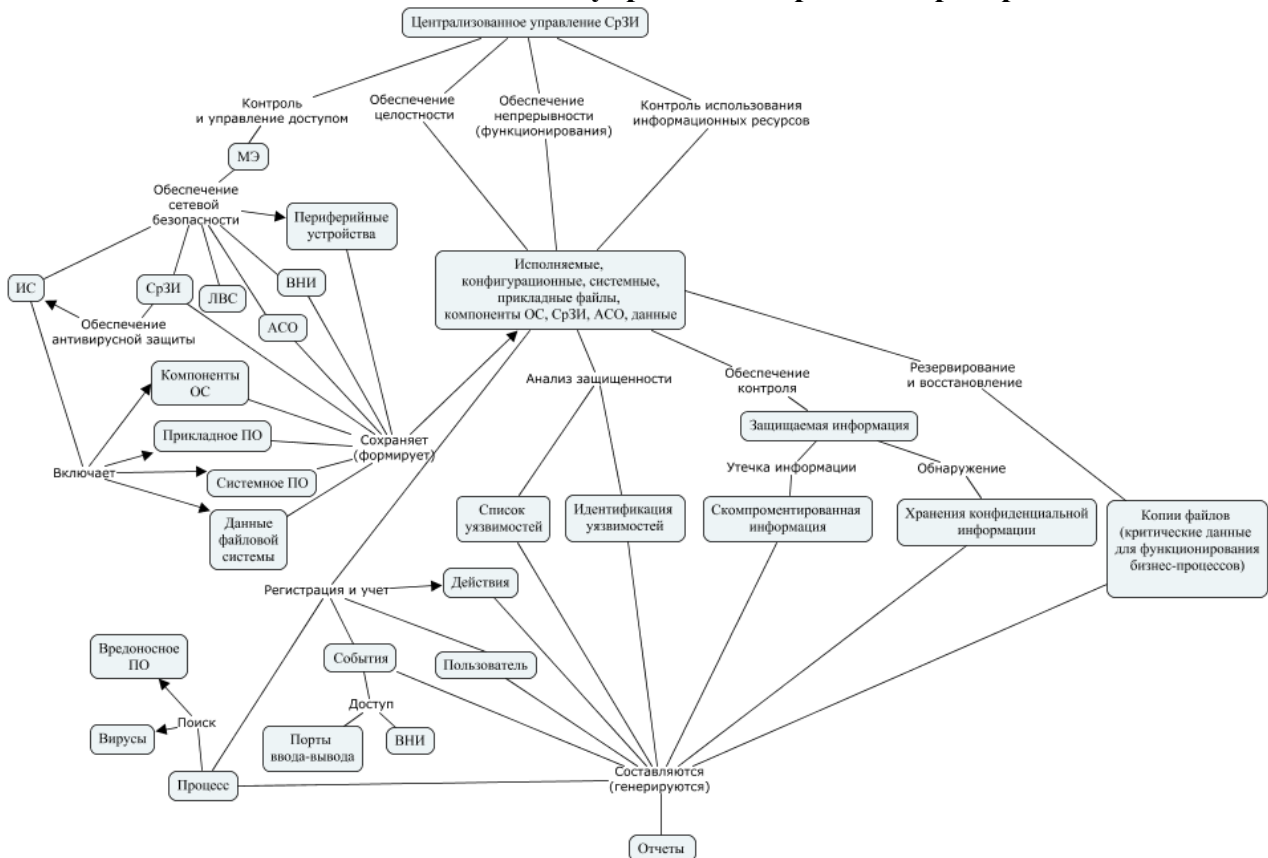 Централизованное управление СрЗИ
Контроль
и управление доступом
Обеспечение
целостности
Обеспечение
непрерывности
(функционирования)
Контроль использования
информационных ресурсов
МЭ
Обеспечение
сетевой
безопасности
Периферийные
устройства
ИС
СрЗИ
ЛВС
ВНИ
АСО
Исполняемые,
конфигурационные, системные,
прикладные файлы,
компоненты ОС, СрЗИ, АСО, данные
Обеспечение
антивирусной защиты
Компоненты
ОС
Анализ защищенности
Обеспечение
контроля
Резервирование
и восстановление
Прикладное ПО
Сохраняет
(формирует)
Защищаемая информация
Включает
Системное ПО
Утечка информации
Обнаружение
Данные
файловой
системы
Список
уязвимостей
Идентификация
уязвимостей
Скомпроментированная
информация
Хранения конфиденциальной
информации
Копии файлов
(критические данные
для функционирования
бизнес-процессов)
Регистрация и учет
Действия
Вредоносное
ПО
События
Пользователь
Доступ
Поиск
Вирусы
Порты
ввода-вывода
ВНИ
Процесс
Составляются
(генерируются)
Отчеты